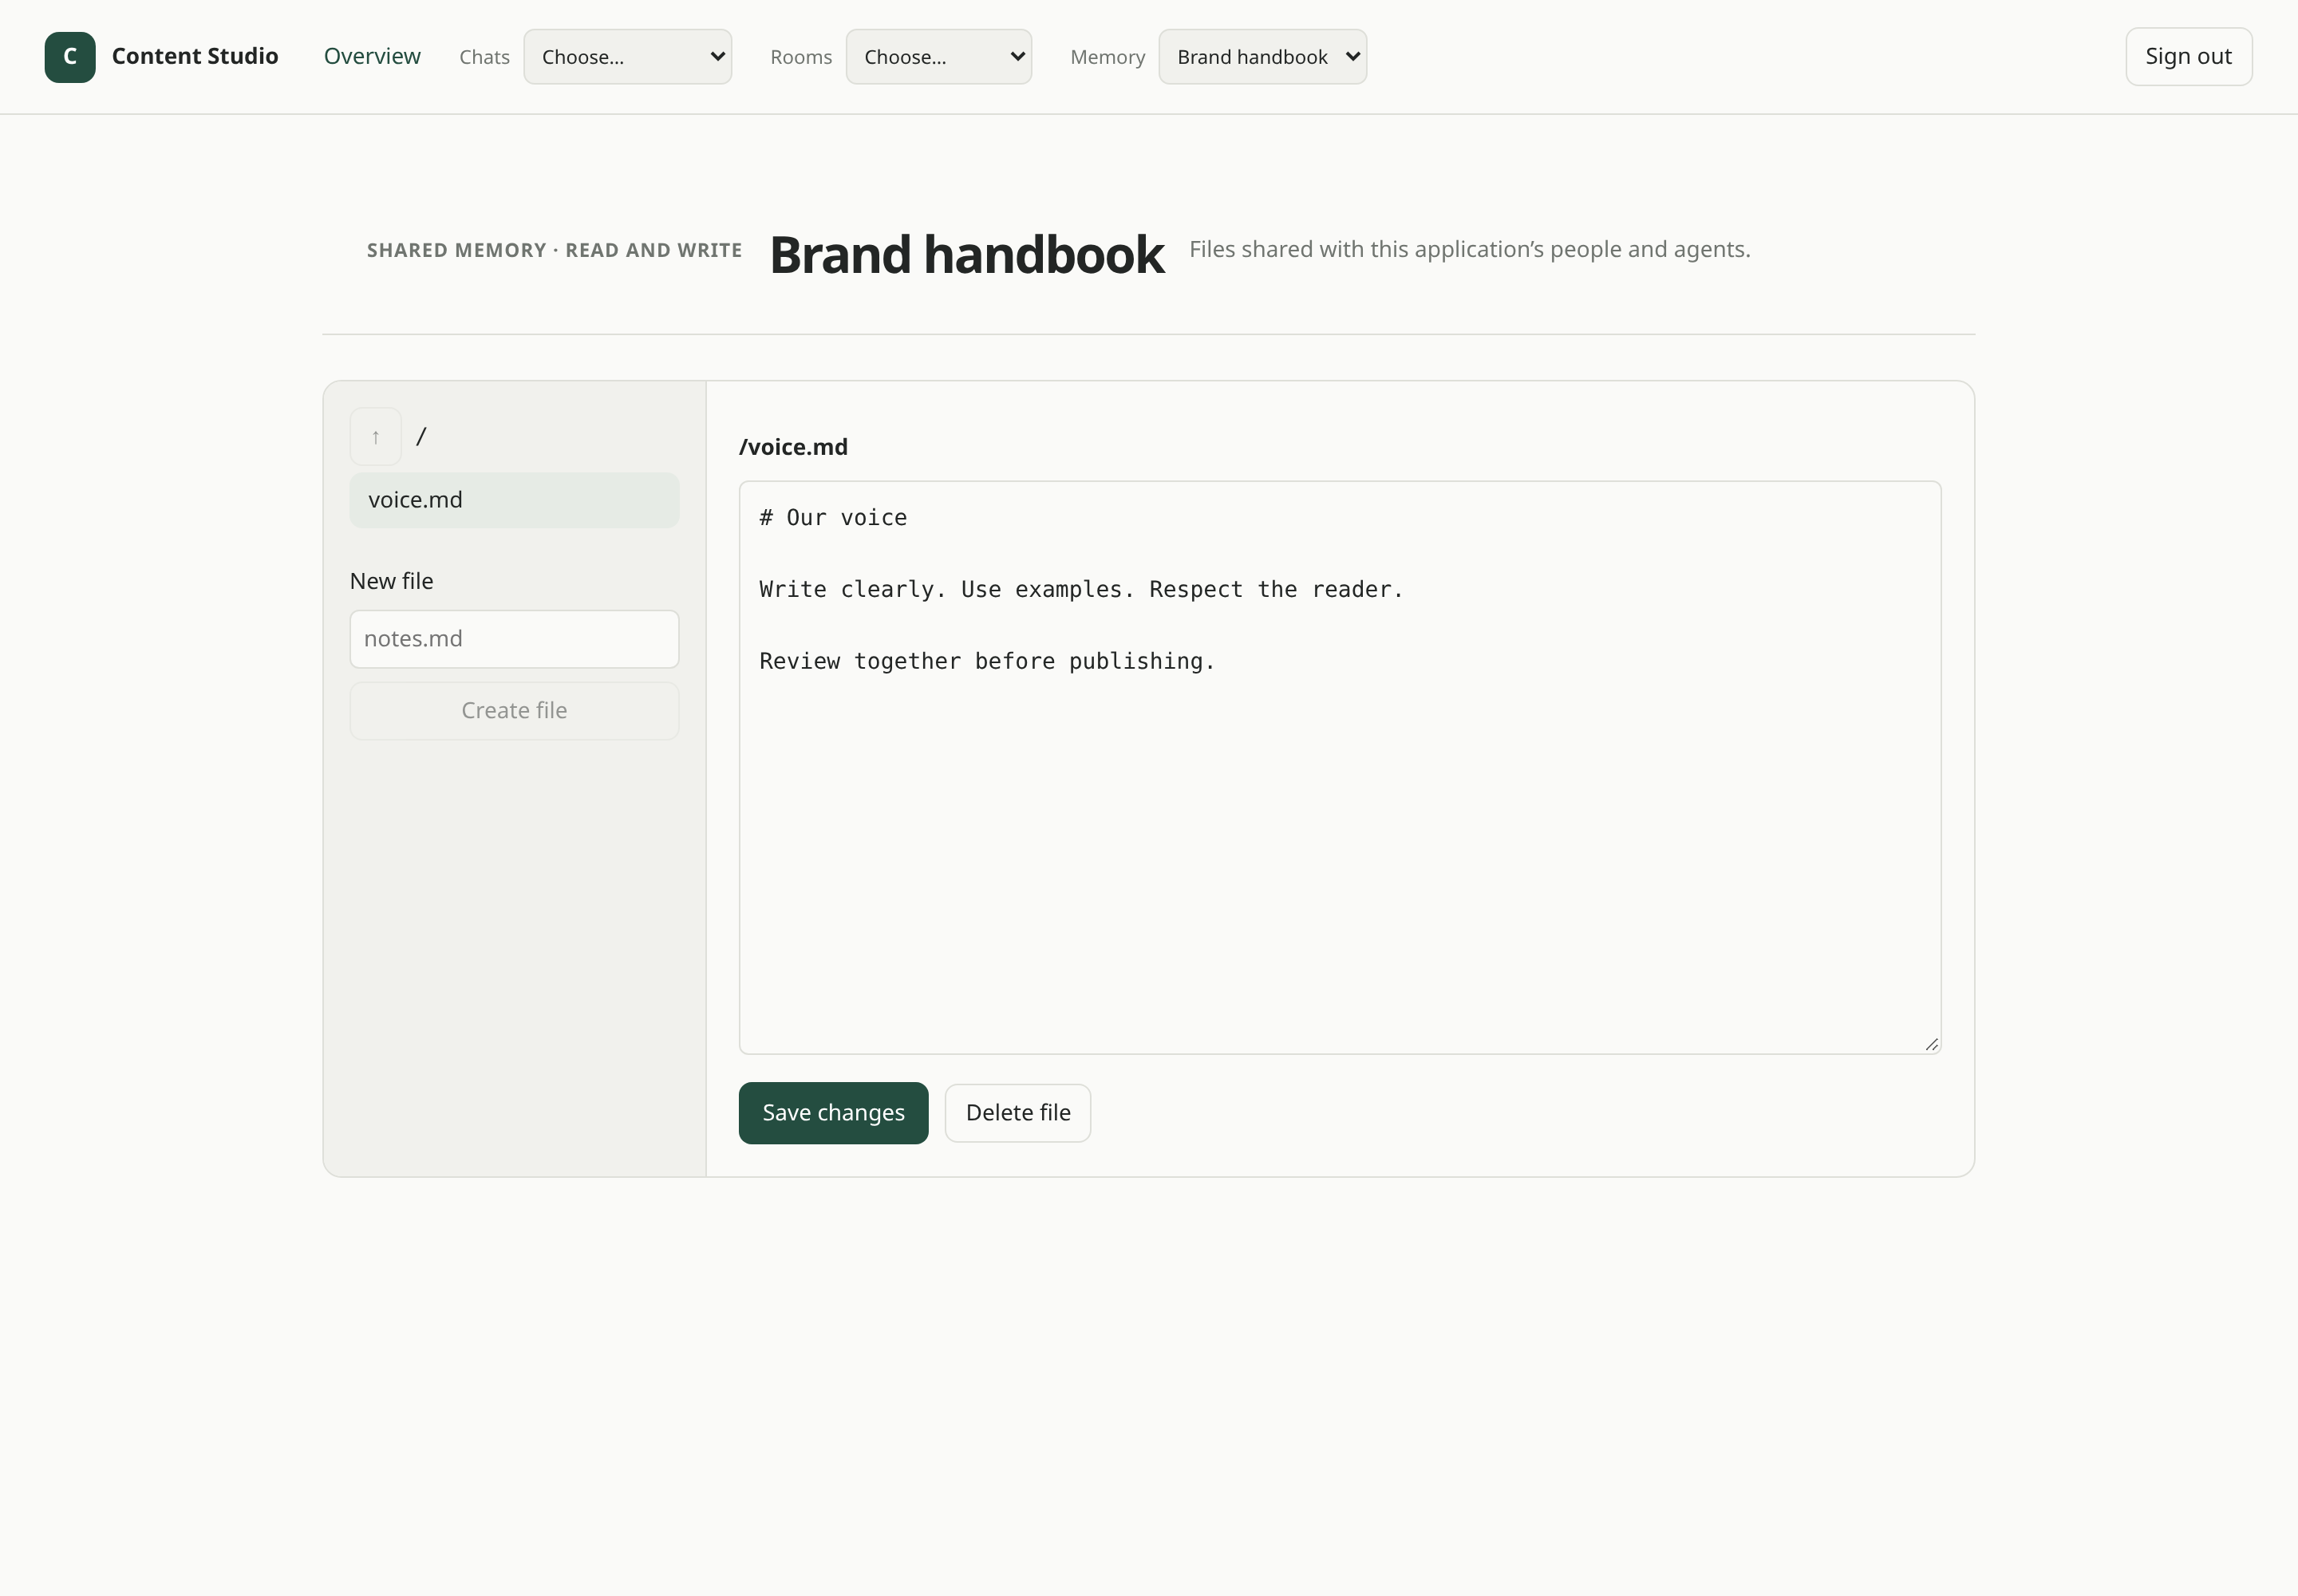 C Content Studio Overview Chats Choose... Rooms Choose... Memory Brand handbook Sign out
SHARED MEMORY · READ AND WRITE Brand handbook Files shared with this application’s people and agents.
↑ /
voice.md
New file
notes.md
Create file
/voice.md
# Our voice
Write clearly. Use examples. Respect the reader.
Review together before publishing.
Save changes Delete file